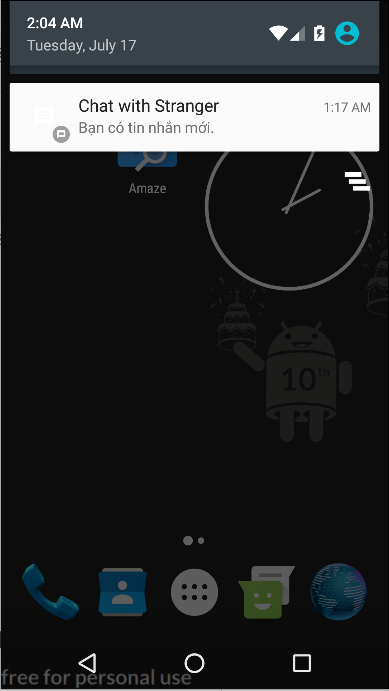 2:04 AM
Tuesday, July 17
Chat with Stranger
1:17 AM
Bạn có tin nhắn mới.
Amaze
10th
free for personal use